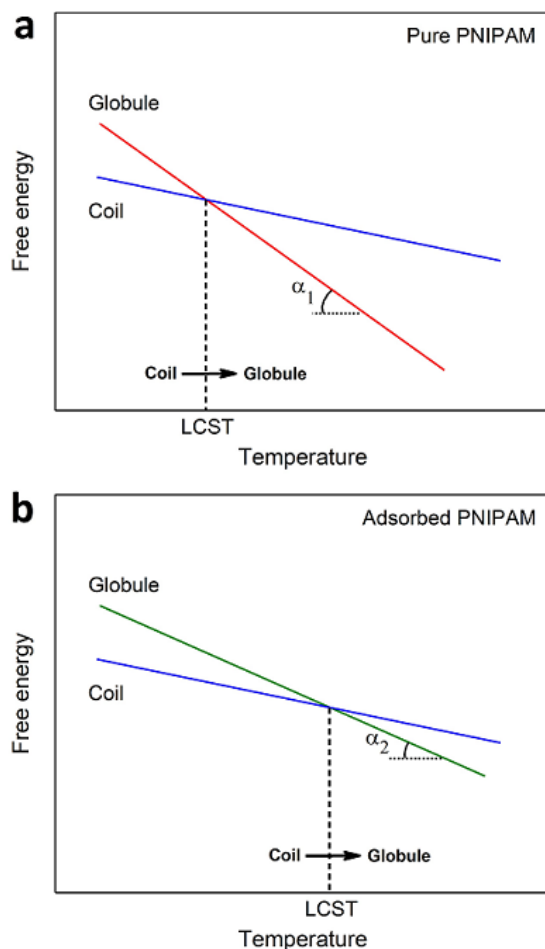 a
Pure PNIPAM
Globule
Coil
Free energy
α1
Coil Globule
LCST
Temperature
b
Adsorbed PNIPAM
Globule
Coil
Free energy
α2
Coil Globule
LCST
Temperature